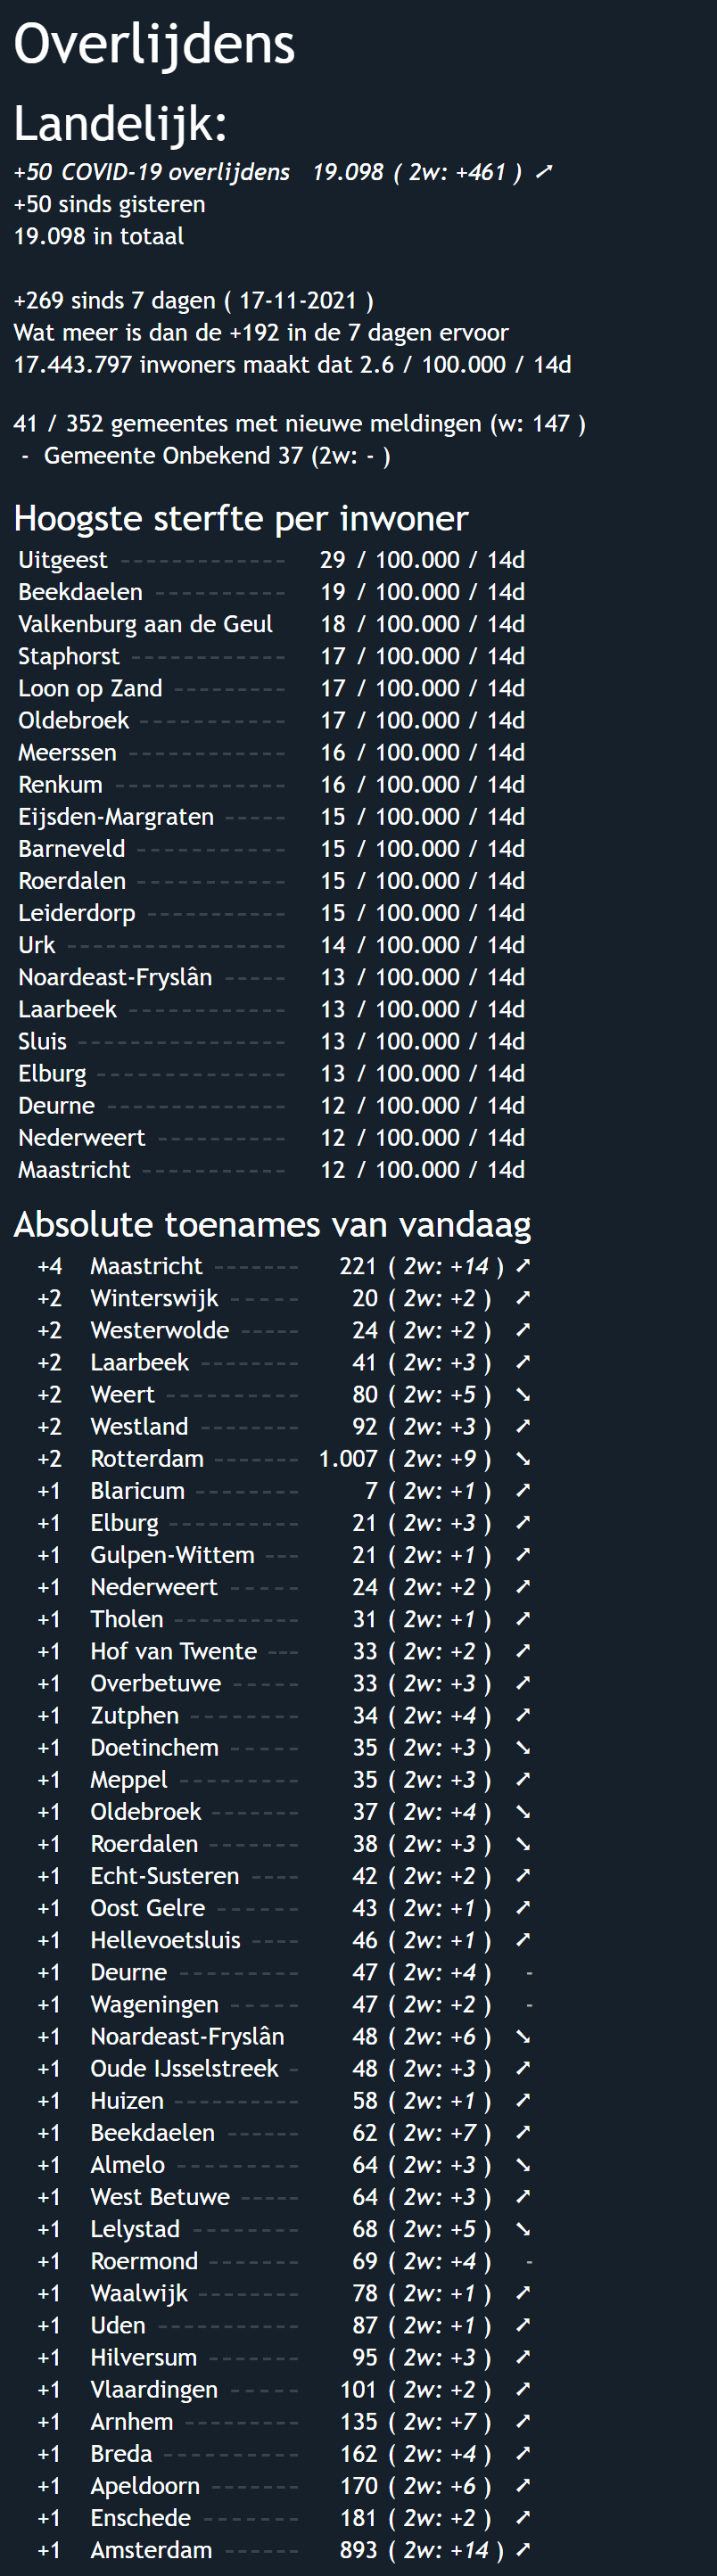 Overlijdens
Landelijk:
+50 COVID-19 overlijdens 19.098 ( 2w: +461 ) ➚
+50 sinds gisteren
19.098 in totaal
+269 sinds 7 dagen ( 17-11-2021 )
Wat meer is dan de +192 in de 7 dagen ervoor
17.443.797 inwoners maakt dat 2.6 / 100.000 / 14d
41 / 352 gemeentes met nieuwe meldingen (w: 147 )
- Gemeente Onbekend 37 (2w: - )
Hoogste sterfte per inwoner
Uitgeest 29 / 100.000 / 14d
Beekdaelen 19 / 100.000 / 14d
Valkenburg aan de Geul 18 / 100.000 / 14d
Staphorst 17 / 100.000 / 14d
Loon op Zand 17 / 100.000 / 14d
Oldebroek 17 / 100.000 / 14d
Meerssen 16 / 100.000 / 14d
Renkum 16 / 100.000 / 14d
Eijsden-Margraten 15 / 100.000 / 14d
Barneveld 15 / 100.000 / 14d
Roerdalen 15 / 100.000 / 14d
Leiderdorp 15 / 100.000 / 14d
Urk 14 / 100.000 / 14d
Noardeast-Fryslân 13 / 100.000 / 14d
Laarbeek 13 / 100.000 / 14d
Sluis 13 / 100.000 / 14d
Elburg 13 / 100.000 / 14d
Deurne 12 / 100.000 / 14d
Nederweert 12 / 100.000 / 14d
Maastricht 12 / 100.000 / 14d
Absolute toenames van vandaag
+4 Maastricht 221 ( 2w: +14 ) ➚
+2 Winterswijk 20 ( 2w: +2 ) ➚
+2 Westerwolde 24 ( 2w: +2 ) ➚
+2 Laarbeek 41 ( 2w: +3 ) ➚
+2 Weert 80 ( 2w: +5 ) ➘
+2 Westland 92 ( 2w: +3 ) ➚
+2 Rotterdam 1.007 ( 2w: +9 ) ➘
+1 Blaricum 7 ( 2w: +1 ) ➚
+1 Elburg 21 ( 2w: +3 ) ➚
+1 Gulpen-Wittem 21 ( 2w: +1 ) ➚
+1 Nederweert 24 ( 2w: +2 ) ➚
+1 Tholen 31 ( 2w: +1 ) ➚
+1 Hof van Twente 33 ( 2w: +2 ) ➚
+1 Overbetuwe 33 ( 2w: +3 ) ➚
+1 Zutphen 34 ( 2w: +4 ) ➚
+1 Doetinchem 35 ( 2w: +3 ) ➘
+1 Meppel 35 ( 2w: +3 ) ➚
+1 Oldebroek 37 ( 2w: +4 ) ➘
+1 Roerdalen 38 ( 2w: +3 ) ➘
+1 Echt-Susteren 42 ( 2w: +2 ) ➚
+1 Oost Gelre 43 ( 2w: +1 ) ➚
+1 Hellevoetsluis 46 ( 2w: +1 ) ➚
+1 Deurne 47 ( 2w: +4 ) -
+1 Wageningen 47 ( 2w: +2 ) -
+1 Noardeast-Fryslân 48 ( 2w: +6 ) ➘
+1 Oude IJsselstreek 48 ( 2w: +3 ) ➚
+1 Huizen 58 ( 2w: +1 ) ➚
+1 Beekdaelen 62 ( 2w: +7 ) ➚
+1 Almelo 64 ( 2w: +3 ) ➘
+1 West Betuwe 64 ( 2w: +3 ) ➚
+1 Lelystad 68 ( 2w: +5 ) ➘
+1 Roermond 69 ( 2w: +4 ) -
+1 Waalwijk 78 ( 2w: +1 ) ➚
+1 Uden 87 ( 2w: +1 ) ➚
+1 Hilversum 95 ( 2w: +3 ) ➚
+1 Vlaardingen 101 ( 2w: +2 ) ➚
+1 Arnhem 135 ( 2w: +7 ) ➚
+1 Breda 162 ( 2w: +4 ) ➚
+1 Apeldoorn 170 ( 2w: +6 ) ➚
+1 Enschede 181 ( 2w: +2 ) ➚
+1 Amsterdam 893 ( 2w: +14 ) ➚